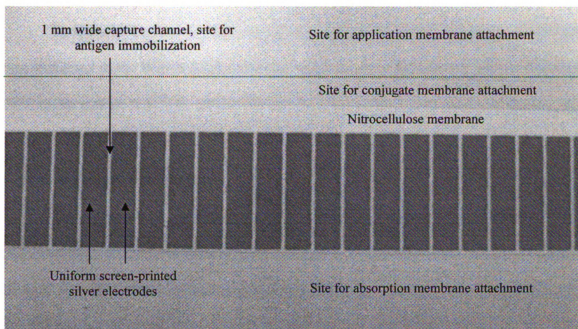 1 mm wide capture channel, site for
antigen immobilization
Site for application membrane attachment
Site for conjugate membrane attachment
Nitrocellulose membrane
Uniform screen-printed
silver electrodes
Site for absorption membrane attachment